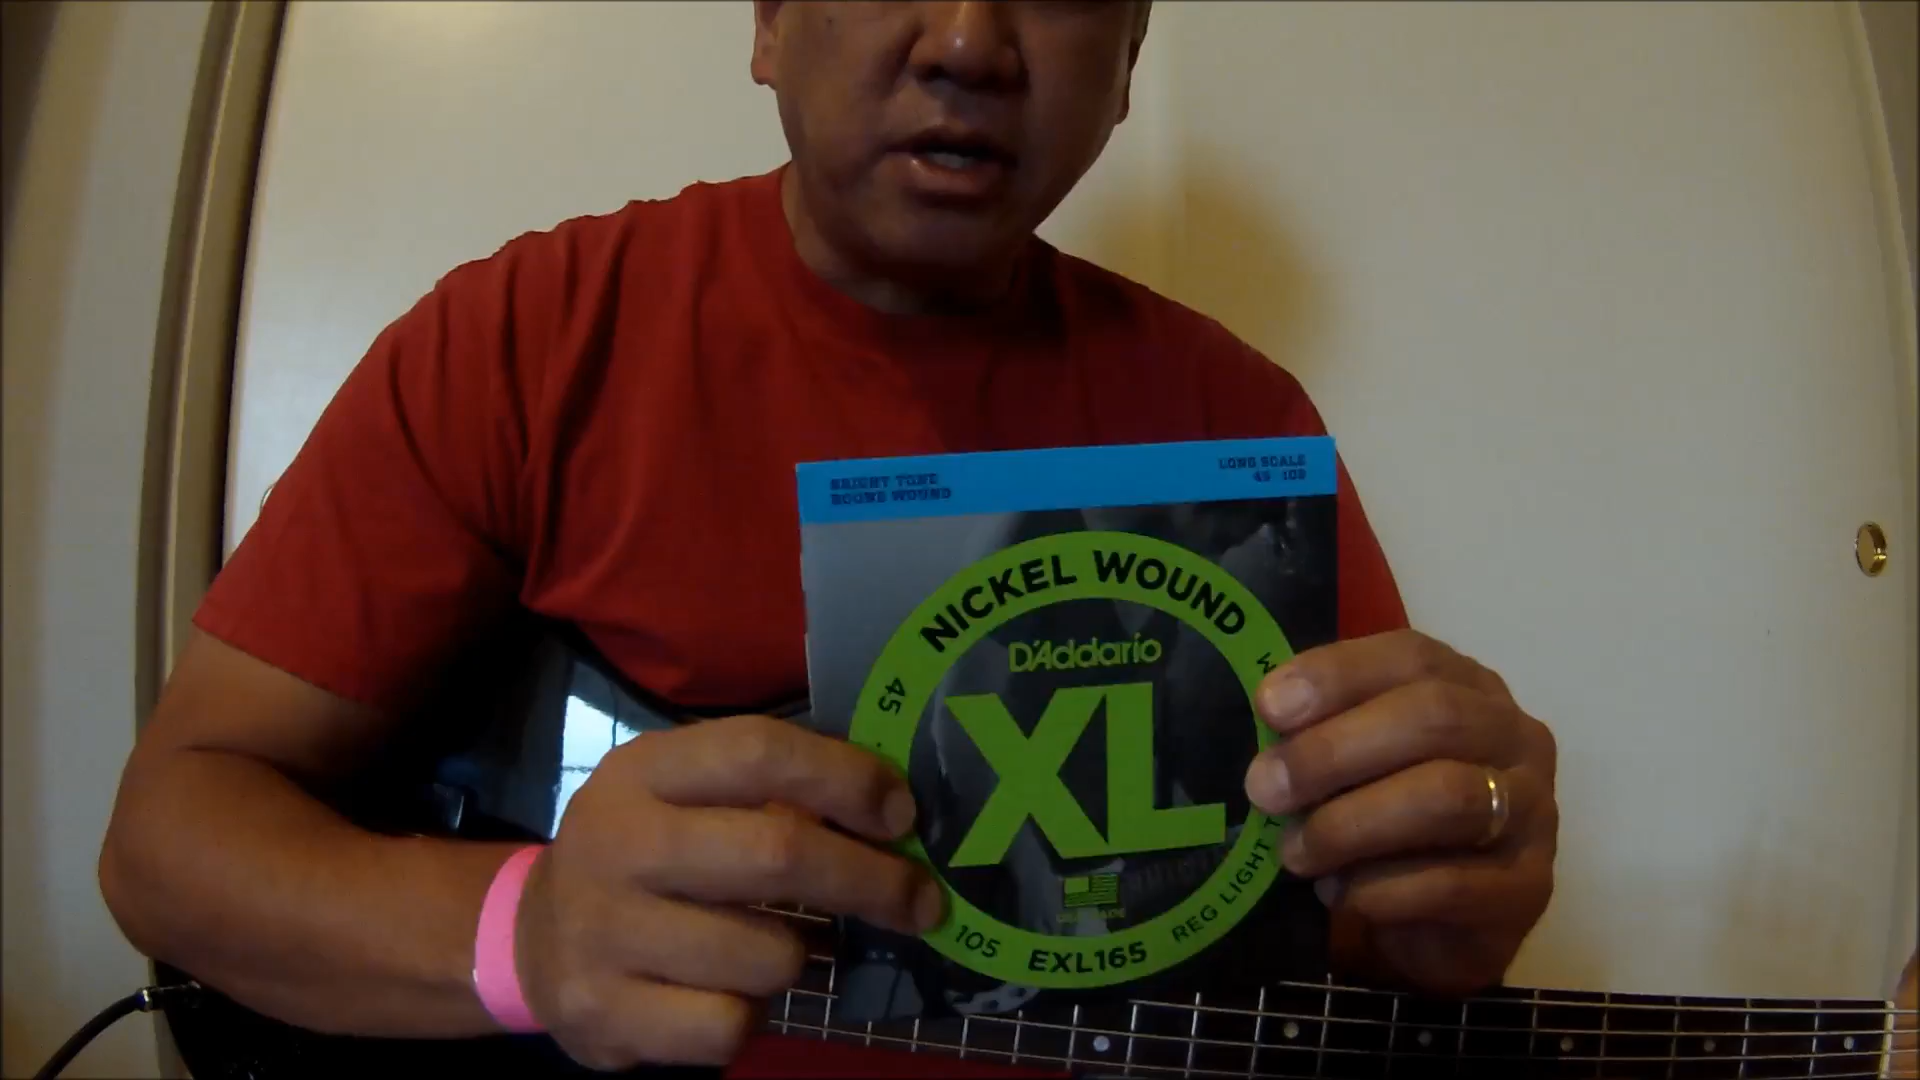 BRIGHT TONE
ROUND WOUND
LONG SCALE
45-105
NICKEL WOUND
D'Addario
XL
45
105
EXL165
REG LIGHT T
M